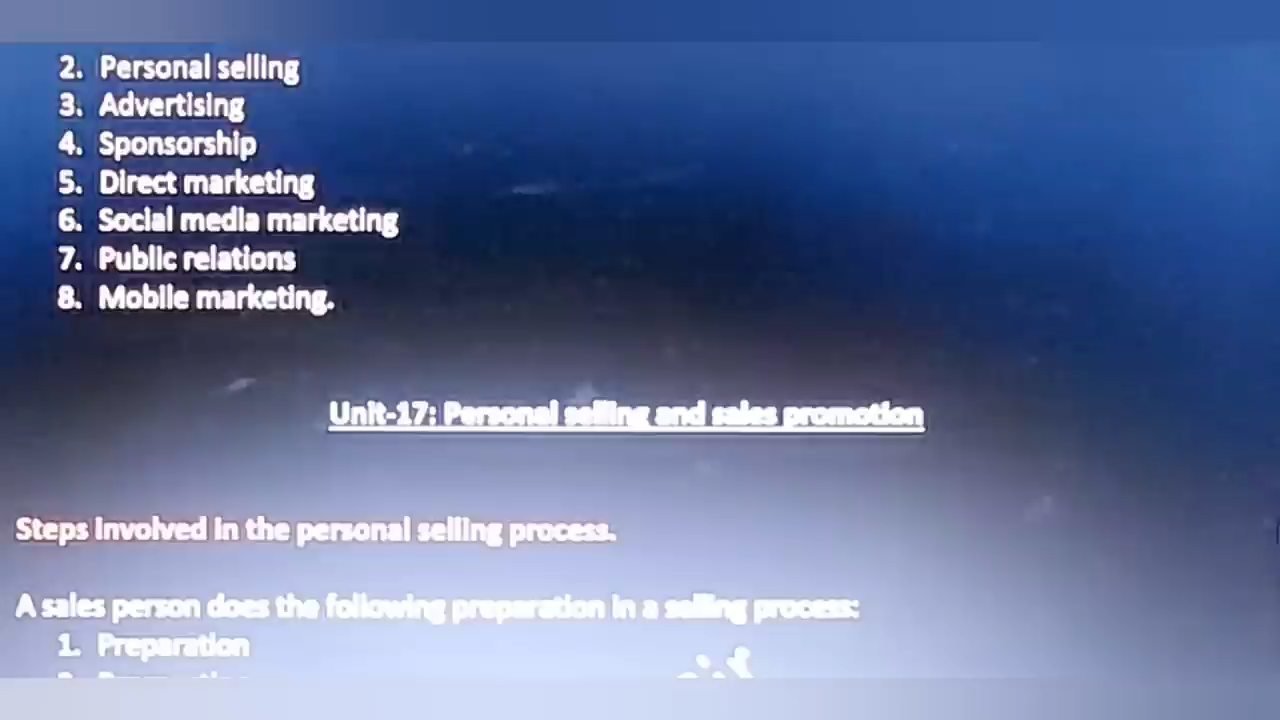 2. Personal selling
3. Advertising
4. Sponsorship
5. Direct marketing
6. Social media marketing
7. Public relations
8. Mobile marketing.
Unit-17: Personal selling and sales promotion
Steps involved in the personal selling process.
A sales person does the following preparation in a selling process:
1. Preparation